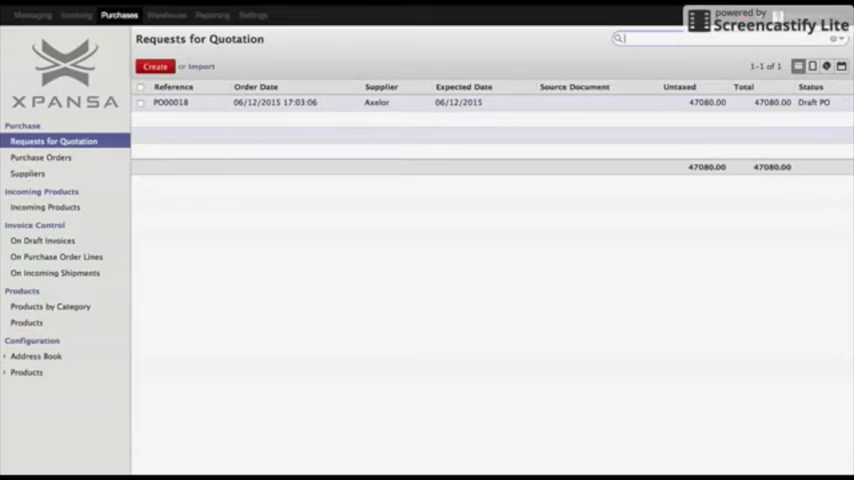 Messaging Invoicing Purchases Warehouse Reporting Settings
powered by
Screencastify Lite
XPANSA
Requests for Quotation
Create or Import
1-1 of 1
Reference Order Date Supplier Expected Date Source Document Untaxed Total Status
PO00018 06/12/2015 17:03:06 Axelor 06/12/2015 47080.00 47080.00 Draft PO
47080.00 47080.00
Purchase
Requests for Quotation
Purchase Orders
Suppliers
Incoming Products
Incoming Products
Invoice Control
On Draft Invoices
On Purchase Order Lines
On Incoming Shipments
Products
Products by Category
Products
Configuration
Address Book
Products